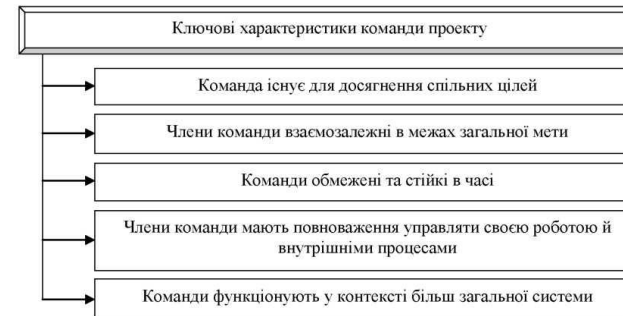 Ключові характеристики команди проекту
Команда існує для досягнення спільних цілей
Члени команди взаємозалежні в межах загальної мети
Команди обмежені та стійкі в часі
Члени команди мають повноваження управляти своєю роботою й
внутрішніми процесами
Команди функціонують у контексті більш загальної системи